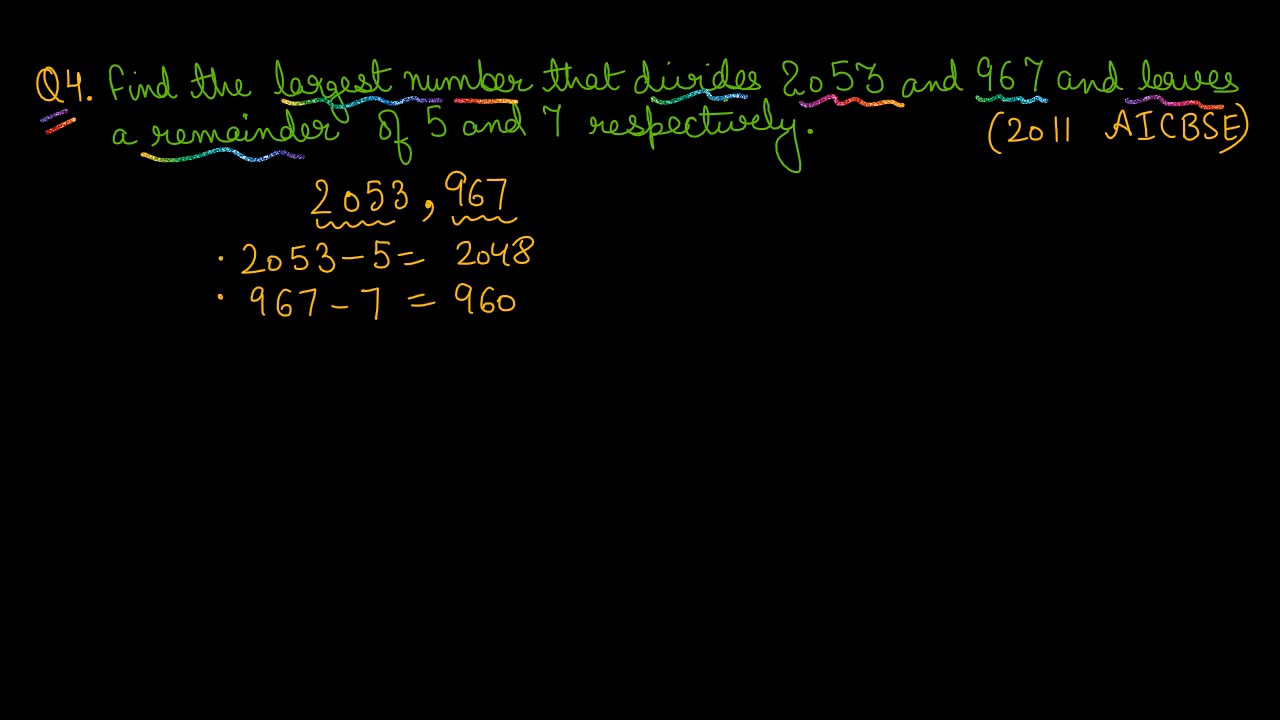 Q4. Find the largest number that divides 2053 and 967 and leaves
a remainder of 5 and 7 respectively.
(2011 AICBSE)
2053, 967
· 2053 - 5 = 2048
· 967 - 7 = 960